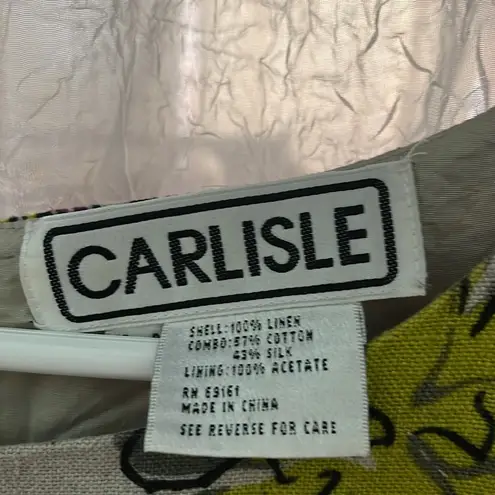 CARLISLE
SHELL:100% LINEN
COMBO:57% COTTON
43% SILK
LINING:100% ACETATE
RN 69161
MADE IN CHINA
SEE REVERSE FOR CARE